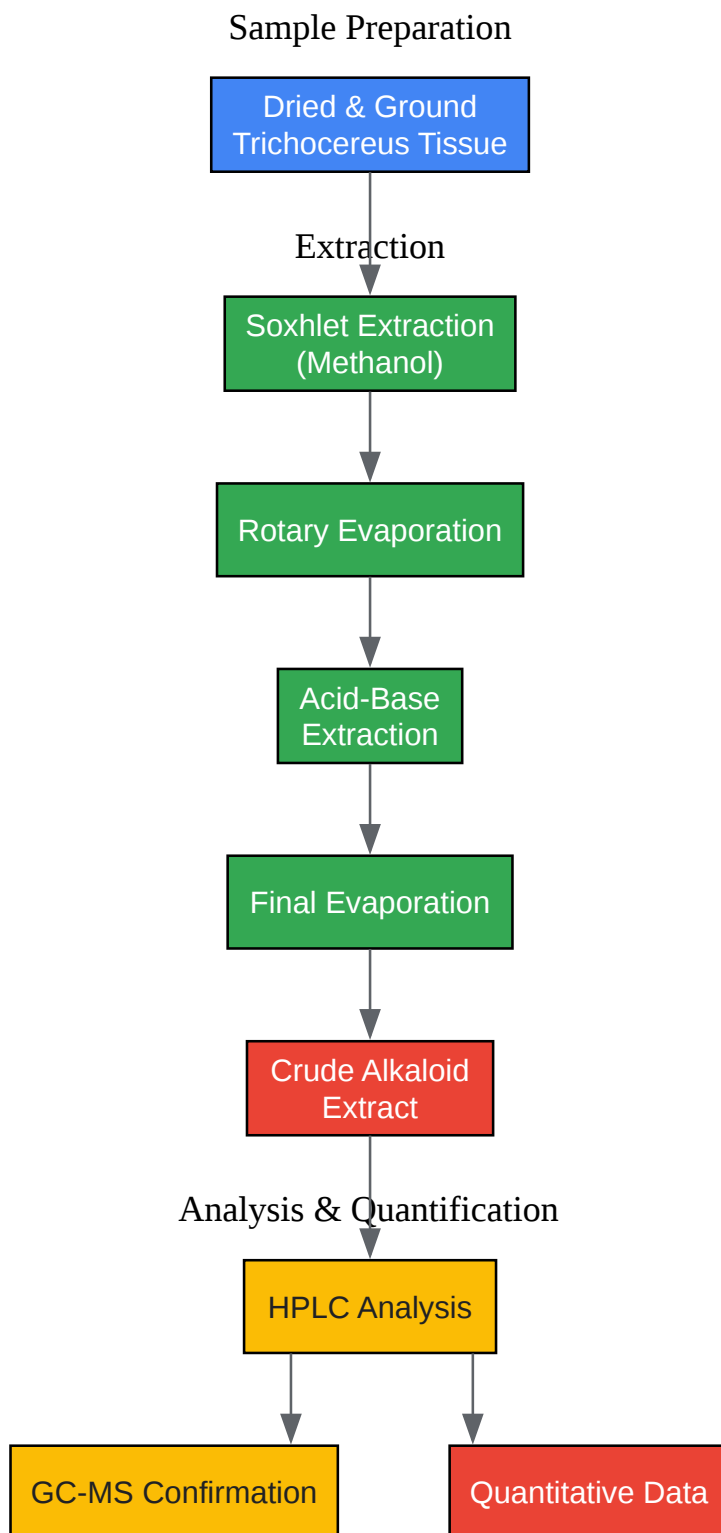 Sample Preparation
Dried & Ground
Trichocereus Tissue
Extraction
Soxhlet Extraction
(Methanol)
Rotary Evaporation
Acid-Base
Extraction
Final Evaporation
Crude Alkaloid
Extract
Analysis & Quantification
HPLC Analysis
GC-MS Confirmation
Quantitative Data